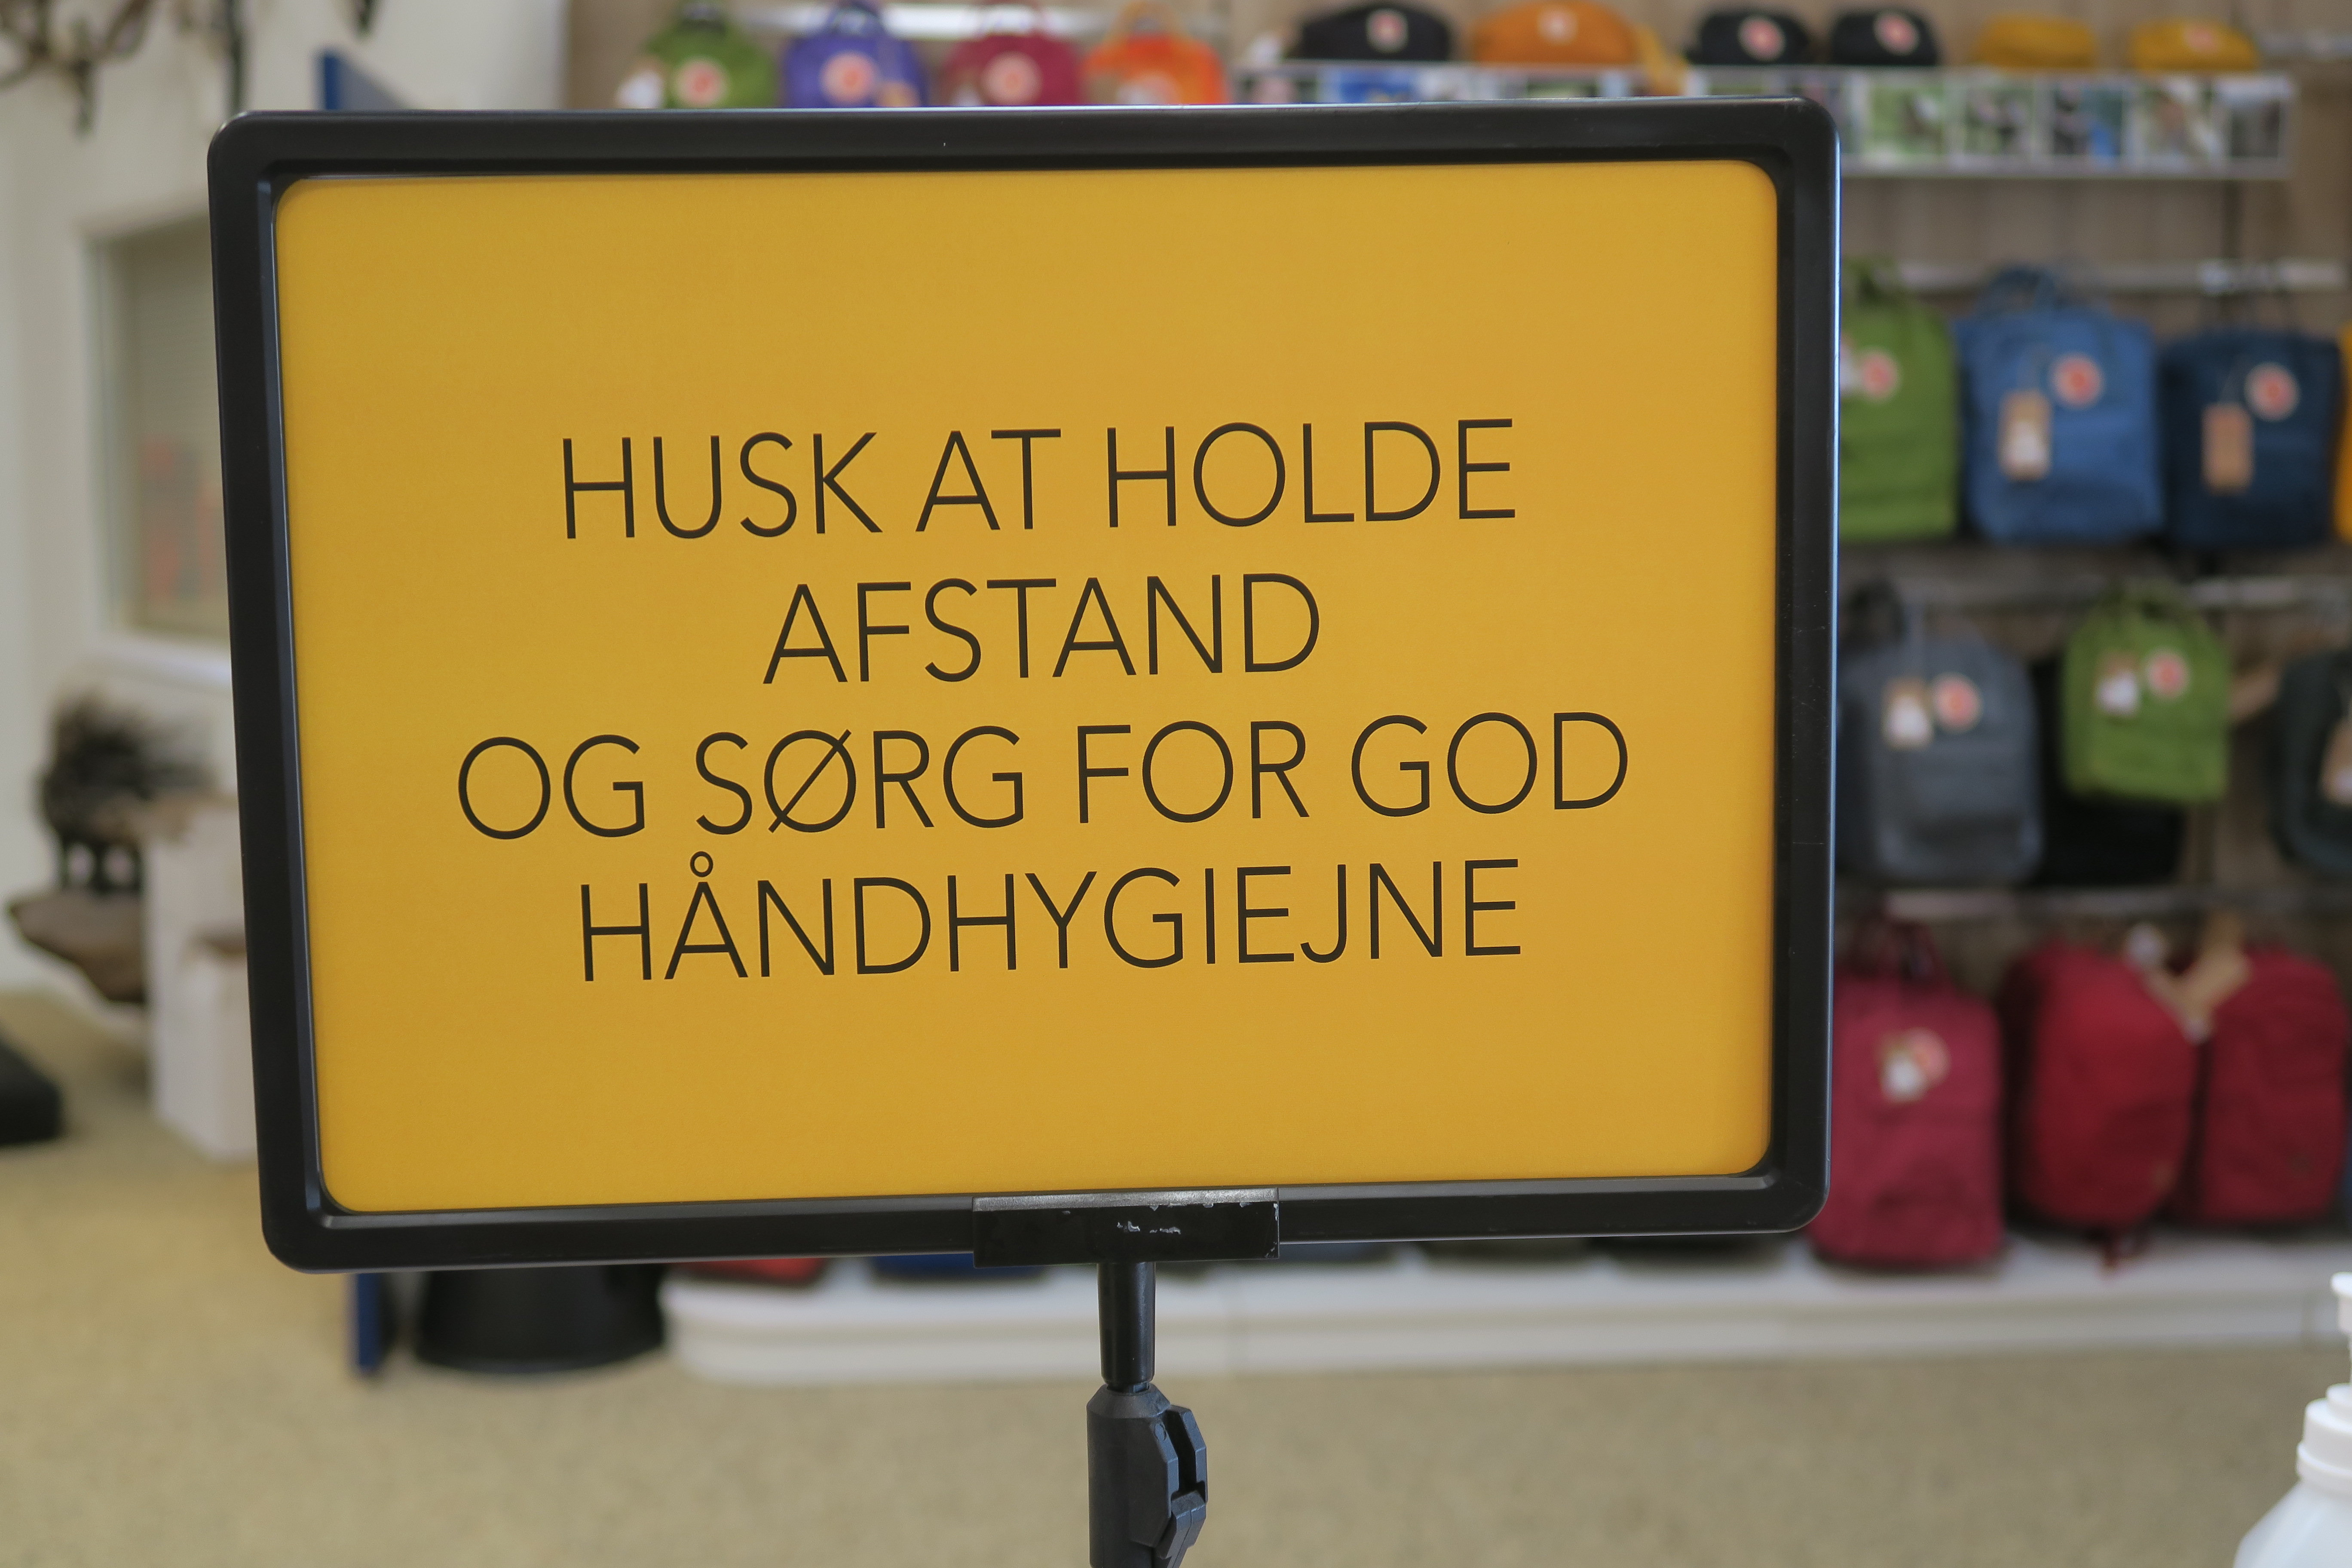 HUSK AT HOLDE
AFSTAND
OG SØRG FOR GOD
HÅNDHYGIEJNE